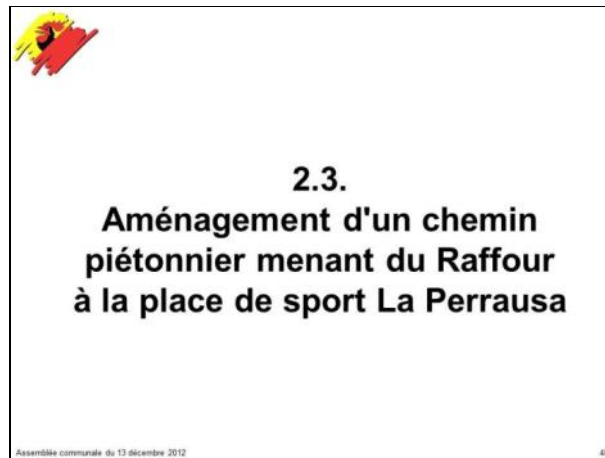 2.3.
Aménagement d'un chemin
piétonnier menant du Raffour
à la place de sport La Perrausa
Assemblée communale du 13 décembre 2012